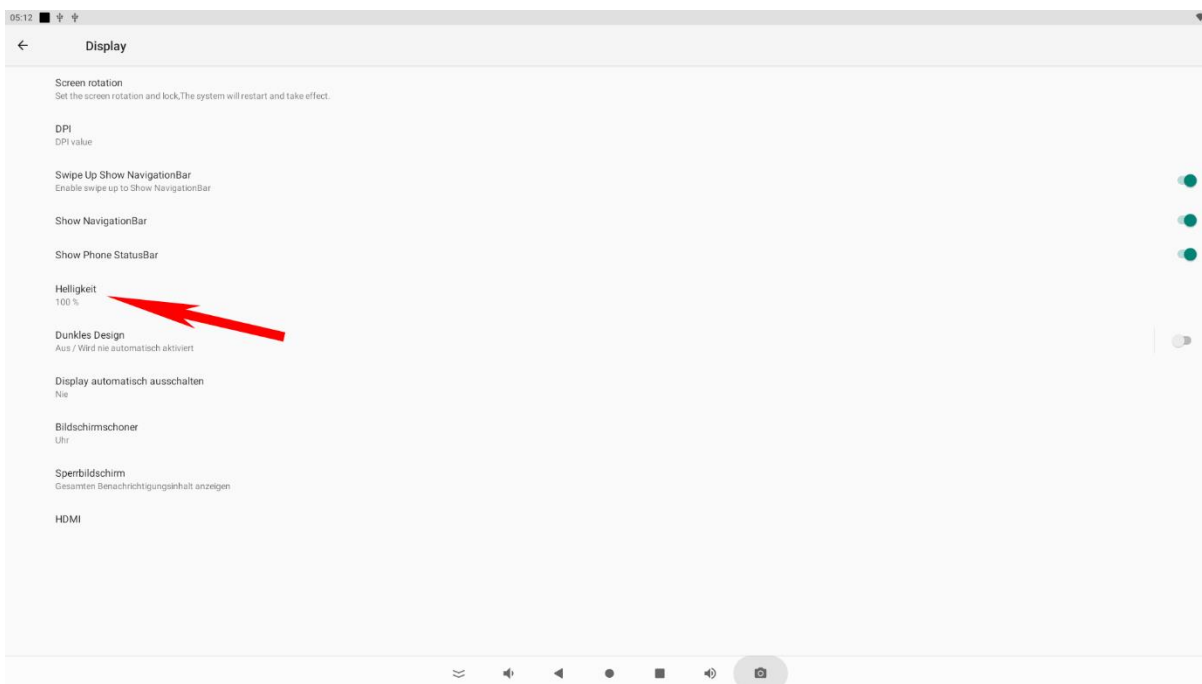 05:12
Display
Screen rotation
Set the screen rotation and lock,The system will restart and take effect.
DPI
DPI value
Swipe Up Show NavigationBar
Enable swipe up to Show NavigationBar
Show NavigationBar
Show Phone StatusBar
Helligkeit
100 %
Dunkles Design
Aus / Wird nie automatisch aktiviert
Display automatisch ausschalten
Nie
Bildschirmschoner
Uhr
Sperrbildschirm
Gesamten Benachrichtigungsinhalt anzeigen
HDMI